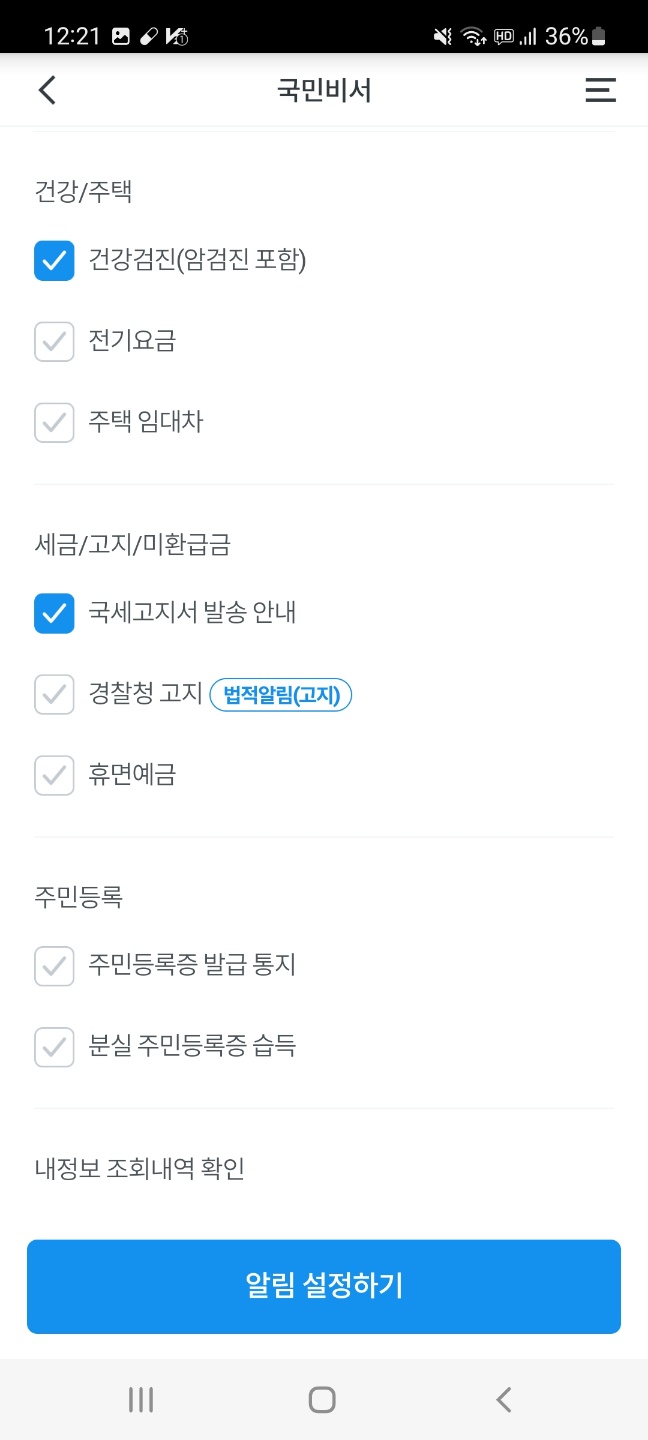 12:21 HD 36%
국민비서
건강/주택
건강검진(암검진 포함)
전기요금
주택 임대차
세금/고지/미환급금
국세고지서 발송 안내
경찰청 고지 법적알림(고지)
휴면예금
주민등록
주민등록증 발급 통지
분실 주민등록증 습득
내정보 조회내역 확인
알림 설정하기